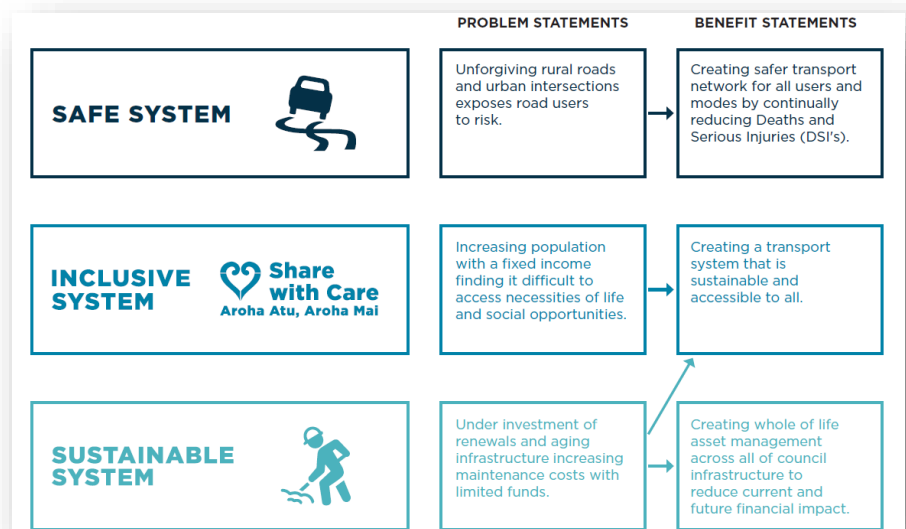 PROBLEM STATEMENTS
BENEFIT STATEMENTS
SAFE SYSTEM
Unforgiving rural roads
and urban intersections
exposes road users
to risk.
Creating safer transport
network for all users and
modes by continually
reducing Deaths and
Serious Injuries (DSI's).
INCLUSIVE
SYSTEM
Share
with Care
Aroha Atu, Aroha Mai
Increasing population
with a fixed income
finding it difficult to
access necessities of life
and social opportunities.
Creating a transport
system that is
sustainable and
accessible to all.
SUSTAINABLE
SYSTEM
Under investment of
renewals and aging
infrastructure increasing
maintenance costs with
limited funds.
Creating whole of life
asset management
across all of council
infrastructure to
reduce current and
future financial impact.